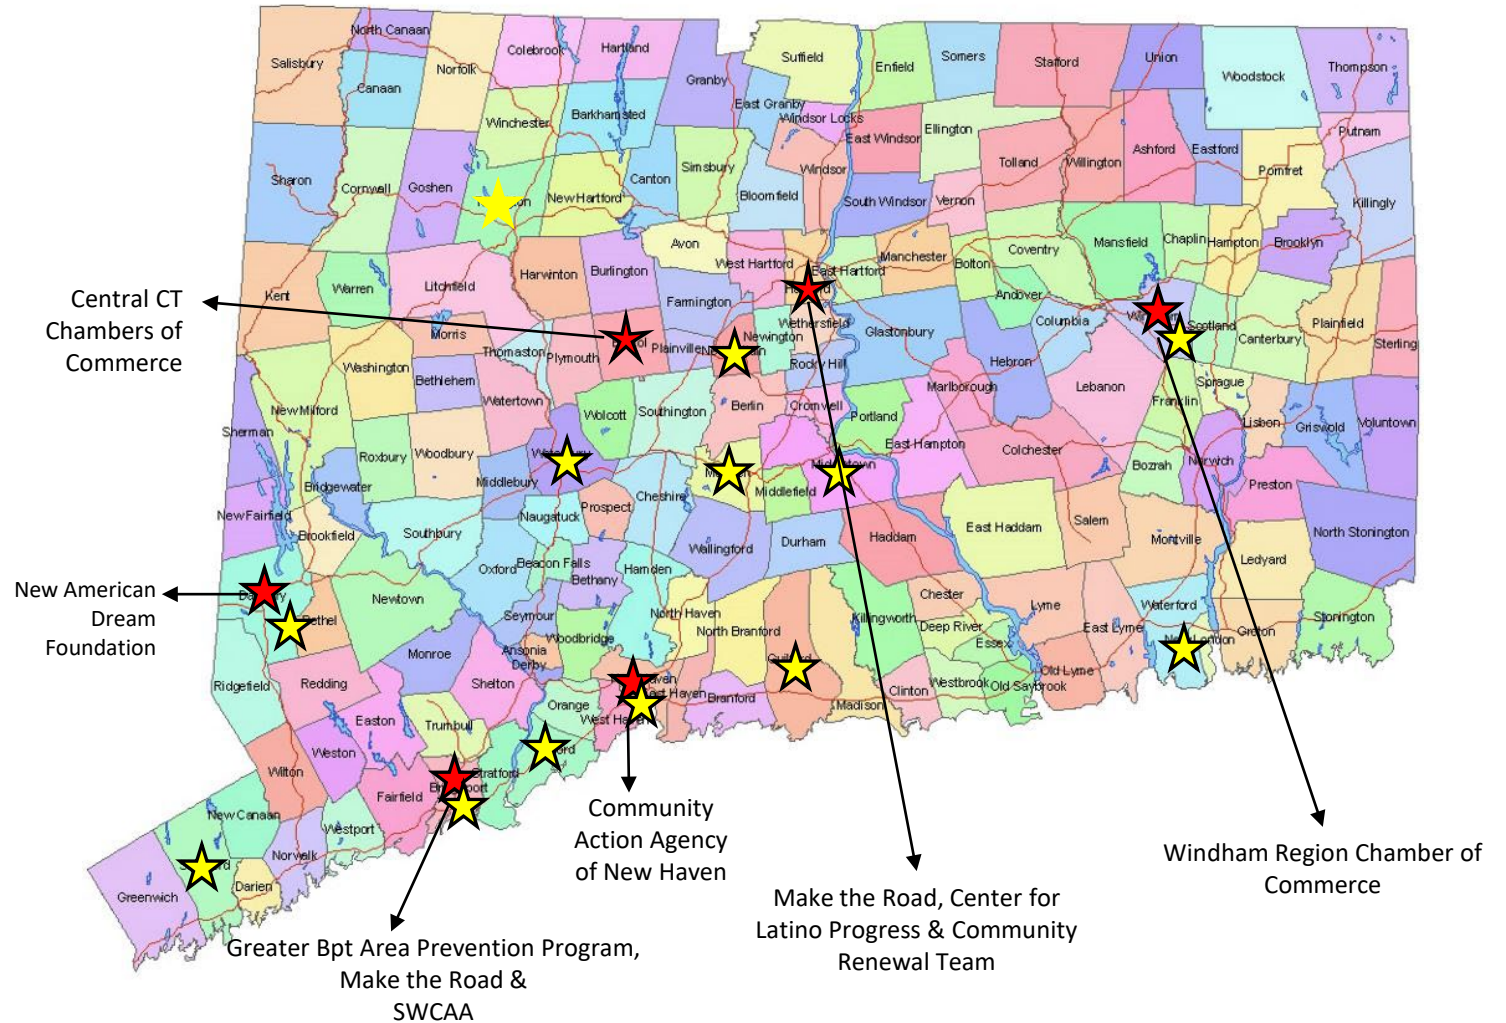 North Canaan
Colebrook
Hartland
Suffield
Enfield
Somers
Stafford
Union
Woodstock
Thompson
Salisbury
Canaan
Norfolk
Granby
East Granby
Winchester
Barkhamsted
Windsor Locks
East Windsor
Ellington
Putnam
Sharon
Cornwall
Goshen
New Hartford
Canton
Simsbury
Bloomfield
Windsor
South Windsor
Vernon
Tolland
Willington
Ashford
Eastford
Pomfret
Killingly
Avon
West Hartford
East Hartford
Manchester
Bolton
Coventry
Mansfield
Chaplin
Hampton
Brooklyn
Kent
Warren
Litchfield
Harwinton
Burlington
Farmington
Wethersfield
Glastonbury
Andover
Columbia
Scotland
Canterbury
Plainfield
Sterling
Central CT
Chambers of
Commerce
Morris
Thomaston
Plymouth
Plainville
Newington
Rocky Hill
Hebron
Lebanon
Washington
Bethlehem
Watertown
Wolcott
Southington
Berlin
Cromwell
Portland
Marlborough
Franklin
Sprague
Lisbon
Griswold
Voluntown
Sherman
New Milford
Roxbury
Woodbury
East Hampton
Colchester
Bozrah
Norwich
Preston
Bridgewater
Middlebury
Cheshire
Middlefield
New Fairfield
Brookfield
Southbury
Naugatuck
Prospect
Wallingford
Durham
Haddam
East Haddam
Salem
Montville
Ledyard
North Stonington
New American
Dream
Foundation
Newtown
Oxford
Beacon Falls
Bethany
Hamden
North Haven
North Branford
Killingworth
Chester
Deep River
Essex
Lyme
East Lyme
Waterford
Groton
Stonington
Ridgefield
Redding
Monroe
Seymour
Woodbridge
Ansonia
Derby
Shelton
Orange
West Haven
Branford
Madison
Clinton
Westbrook
Old Saybrook
Old Lyme
Wilton
Weston
Easton
Trumbull
Stratford
Fairfield
New Canaan
Westport
Norwalk
Darien
Greenwich
Community
Action Agency
of New Haven
Windham Region Chamber of
Commerce
Make the Road, Center for
Latino Progress & Community
Renewal Team
Greater Bpt Area Prevention Program,
Make the Road &
SWCAA